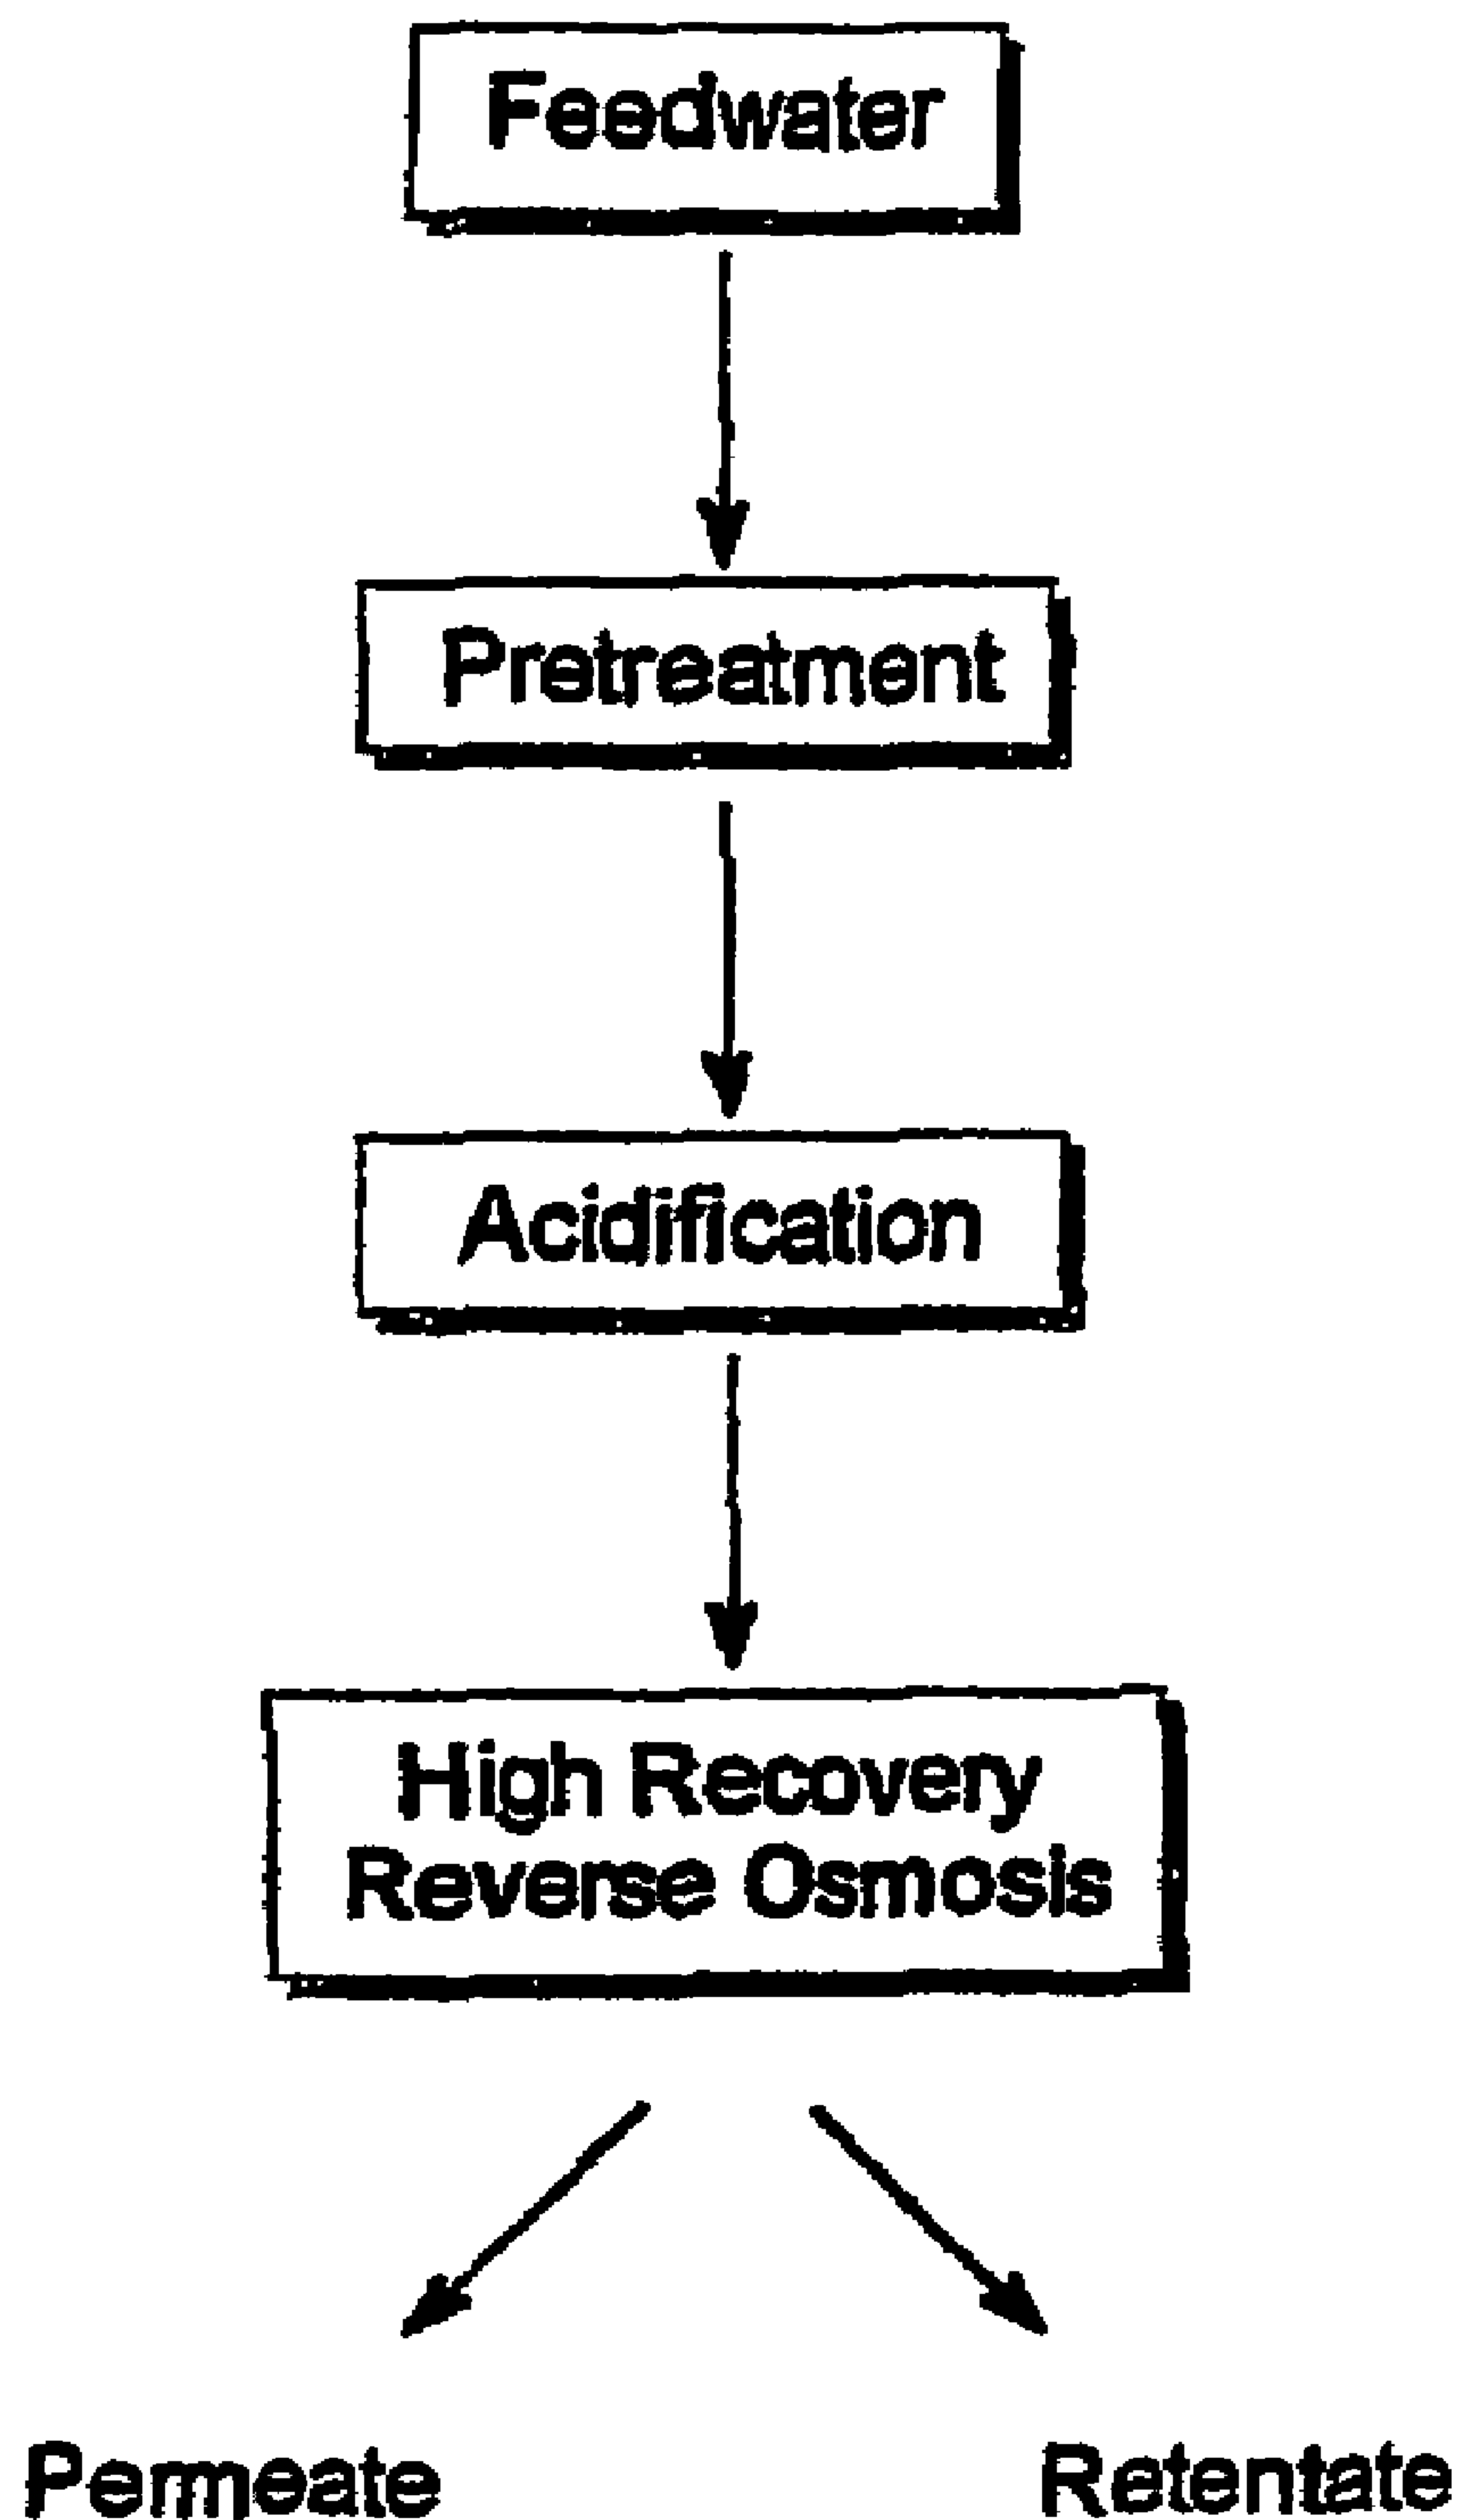 Feedwater
Pretreatment
Acidification
High Recovery
Reverse Osmosis
Permeate
Retentate